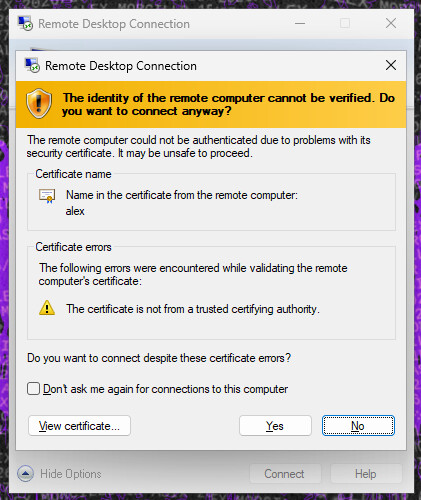 Remote Desktop Connection
Remote Desktop Connection
The identity of the remote computer cannot be verified. Do
you want to connect anyway?
The remote computer could not be authenticated due to problems with its
security certificate. It may be unsafe to proceed.
Certificate name
Name in the certificate from the remote computer:
alex
Certificate errors
The following errors were encountered while validating the remote
computer's certificate:
The certificate is not from a trusted certifying authority.
Do you want to connect despite these certificate errors?
Don't ask me again for connections to this computer
View certificate...
Yes
No
Hide Options
Connect
Help